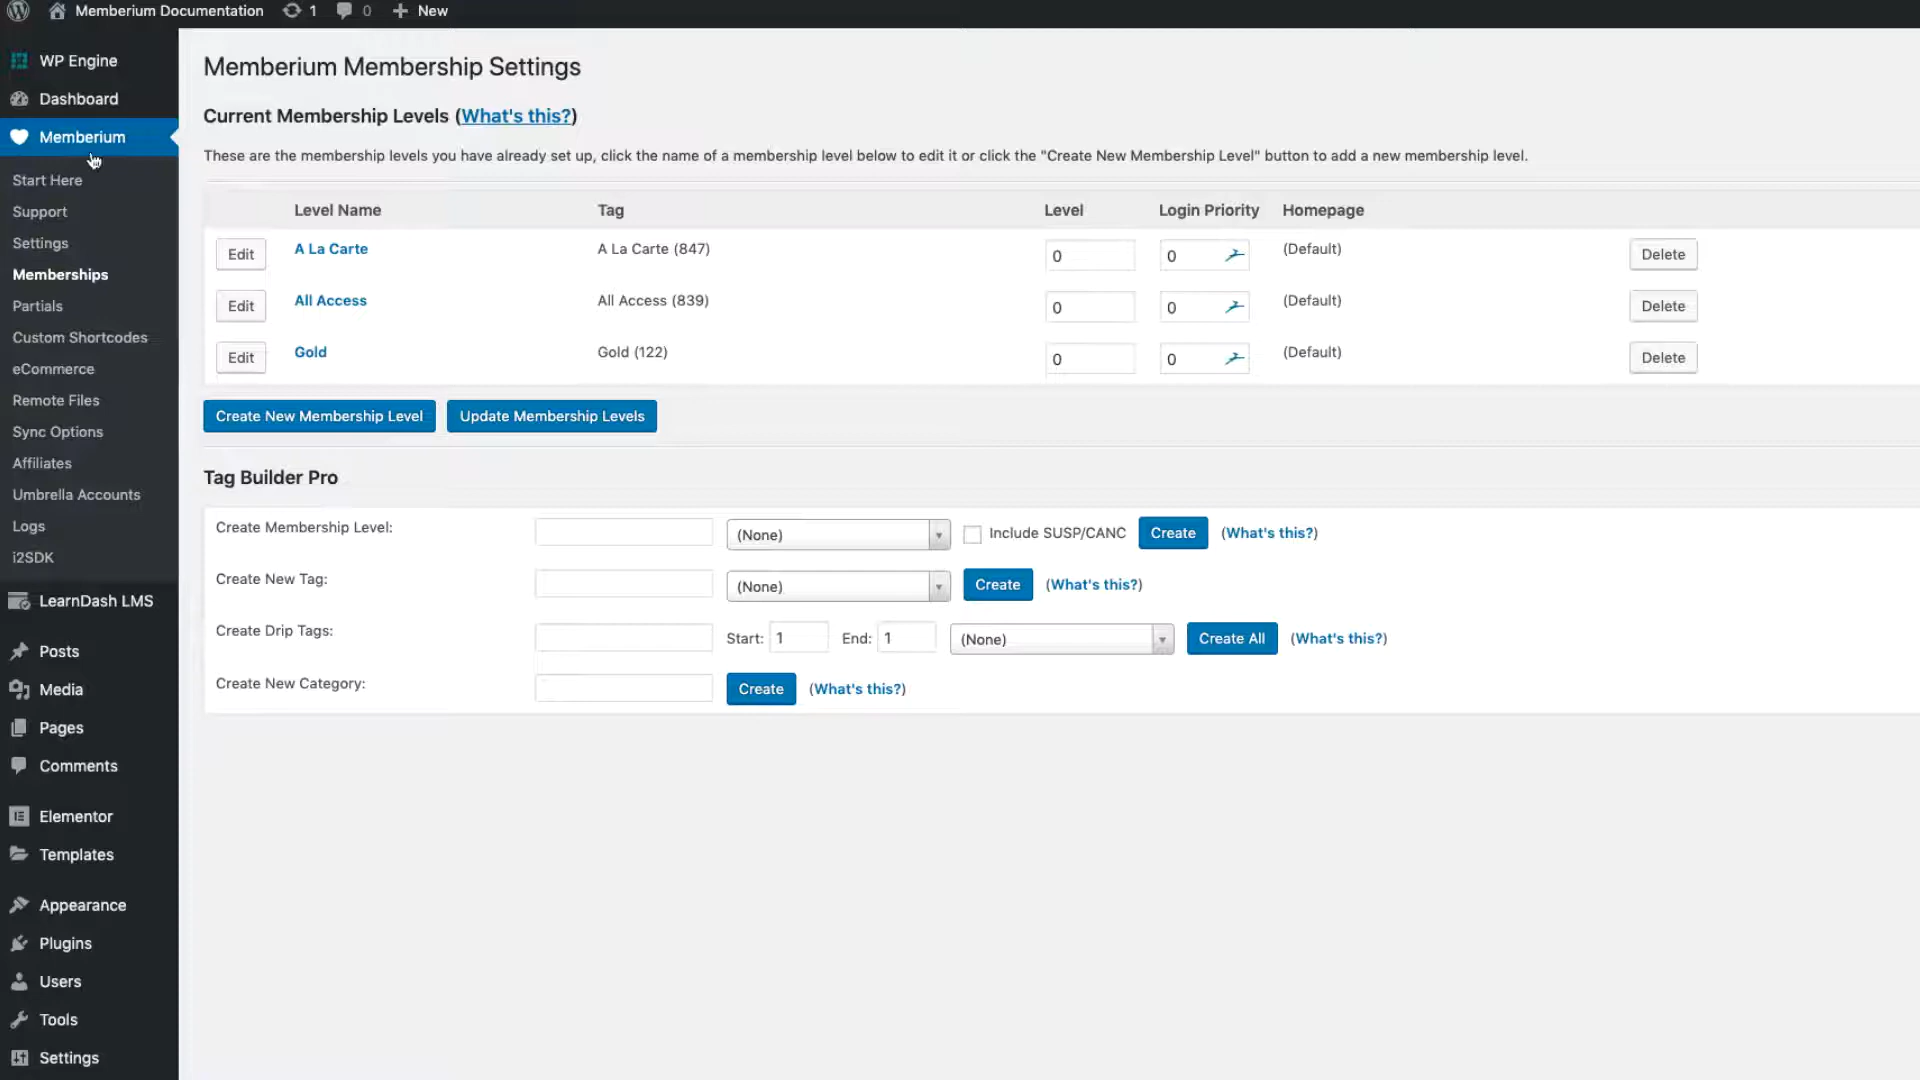 Memberium Documentation 1 0 New
WP Engine
Dashboard
Memberium
Start Here
Support
Settings
Memberships
Partials
Custom Shortcodes
eCommerce
Remote Files
Sync Options
Affiliates
Umbrella Accounts
Logs
i2SDK
LearnDash LMS
Posts
Media
Pages
Comments
Elementor
Templates
Appearance
Plugins
Users
Tools
Settings
Memberium Membership Settings
Current Membership Levels (What's this?)
These are the membership levels you have already set up, click the name of a membership level below to edit it or click the "Create New Membership Level" button to add a new membership level.
Level Name Tag Level Login Priority Homepage
Edit A La Carte A La Carte (847) 0 0 (Default) Delete
Edit All Access All Access (839) 0 0 (Default) Delete
Edit Gold Gold (122) 0 0 (Default) Delete
Create New Membership Level Update Membership Levels
Tag Builder Pro
Create Membership Level: (None) Include SUSP/CANC Create (What's this?)
Create New Tag: (None) Create (What's this?)
Create Drip Tags: Start: 1 End: 1 (None) Create All (What's this?)
Create New Category: Create (What's this?)